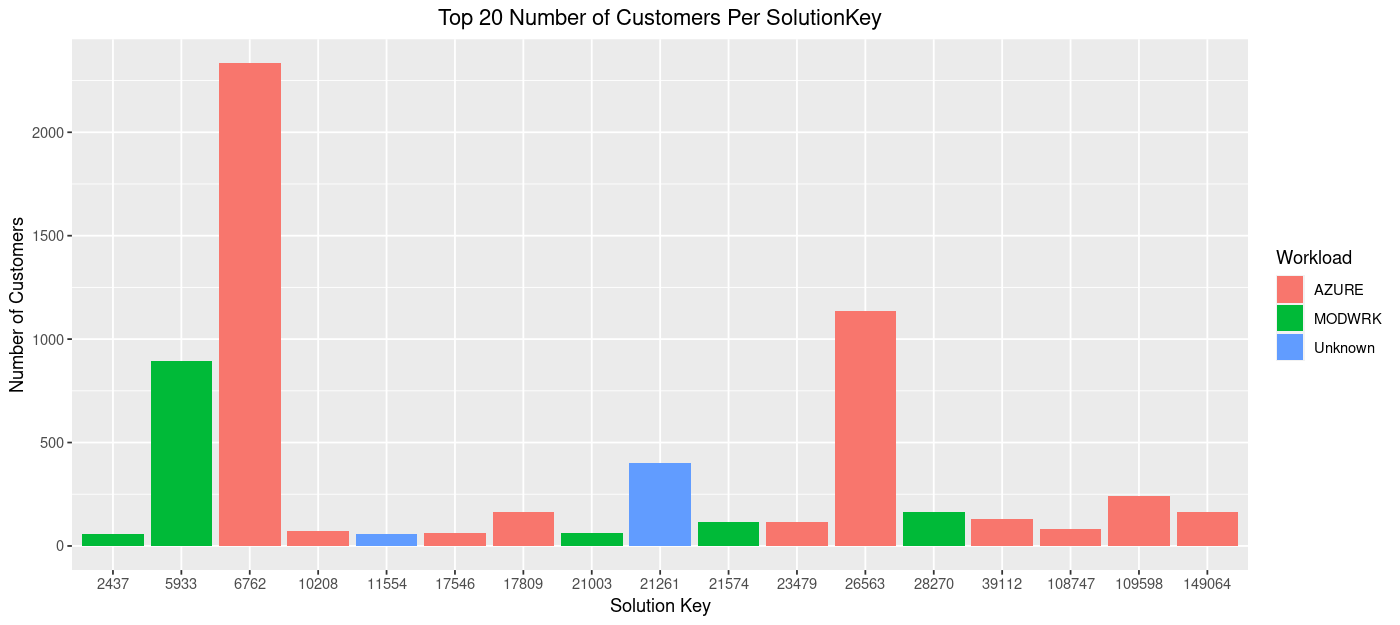 Top 20 Number of Customers Per SolutionKey
Number of Customers
2000
1500
1000
500
0
2437 5933 6762 10208 11554 17546 17809 21003 21261 21574 23479 26563 28270 39112 108747 109598 149064
Solution Key
Workload
AZURE
MODWRK
Unknown